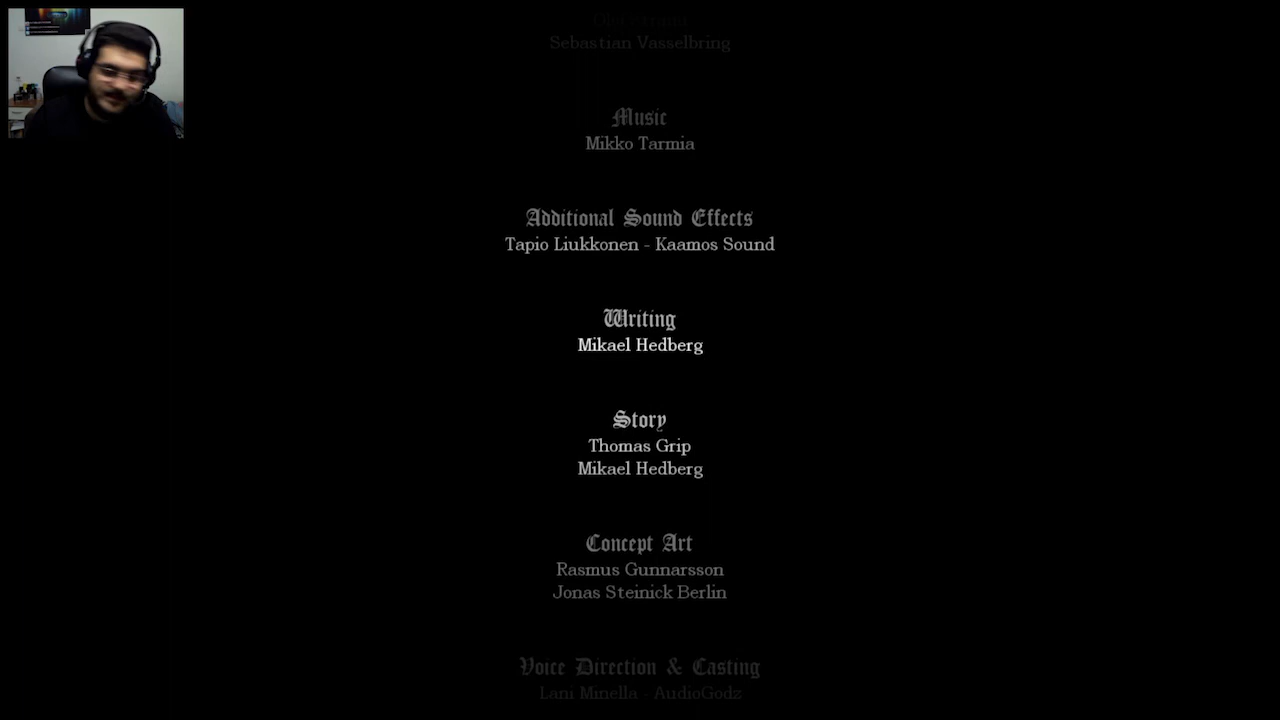 Sebastian Vasselbring
Music
Mikko Tarmia
Additional Sound Effects
Tapio Liukkonen - Kaamos Sound
Writing
Mikael Hedberg
Story
Thomas Grip
Mikael Hedberg
Concept Art
Rasmus Gunnarsson
Jonas Steinick Berlin
Voice Direction & Casting
Lani Minella - AudioGodz